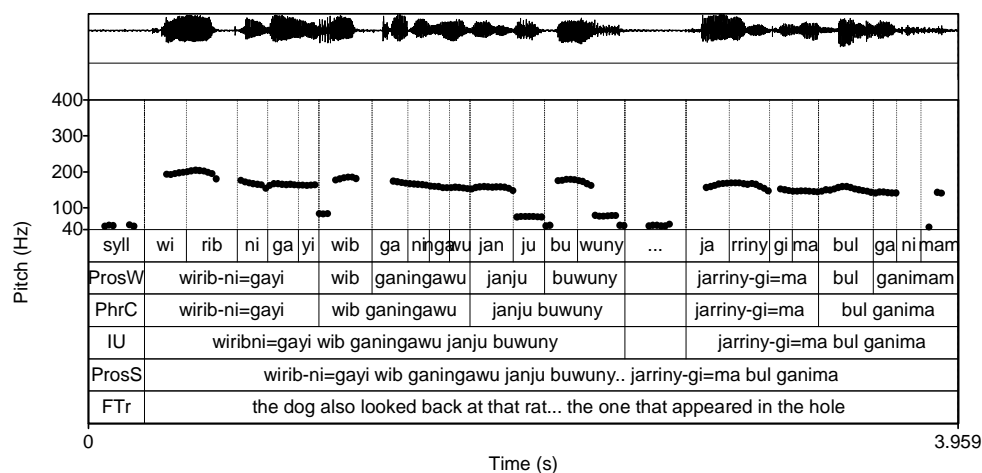 400
300
200
100
40
Pitch (Hz)
syll wi rib ni ga yi wib ga ni nga wu jan ju bu wuny ... ja rriny gi ma bul ga ni mam
ProsW wirib-ni=gayi wib ganingawu janju buwuny jarriny-gi=ma bul ganimam
PhrC wirib-ni=gayi wib ganingawu janju buwuny jarriny-gi=ma bul ganima
IU wiribni=gayi wib ganingawu janju buwuny jarriny-gi=ma bul ganima
ProsS wirib-ni=gayi wib ganingawu janju buwuny.. jarriny-gi=ma bul ganima
FTr the dog also looked back at that rat... the one that appeared in the hole
0 3.959
Time (s)